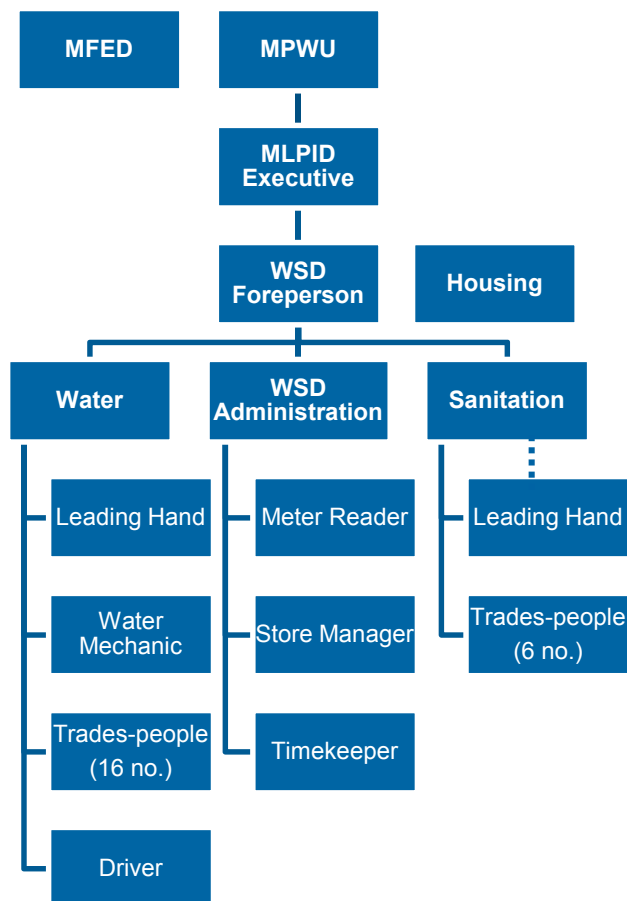 MFED
MPWU
MLPID
Executive
WSD
Foreperson
Housing
Water
WSD
Administration
Sanitation
Leading Hand
Meter Reader
Leading Hand
Water
Mechanic
Store Manager
Trades-people
(6 no.)
Trades-people
(16 no.)
Timekeeper
Driver